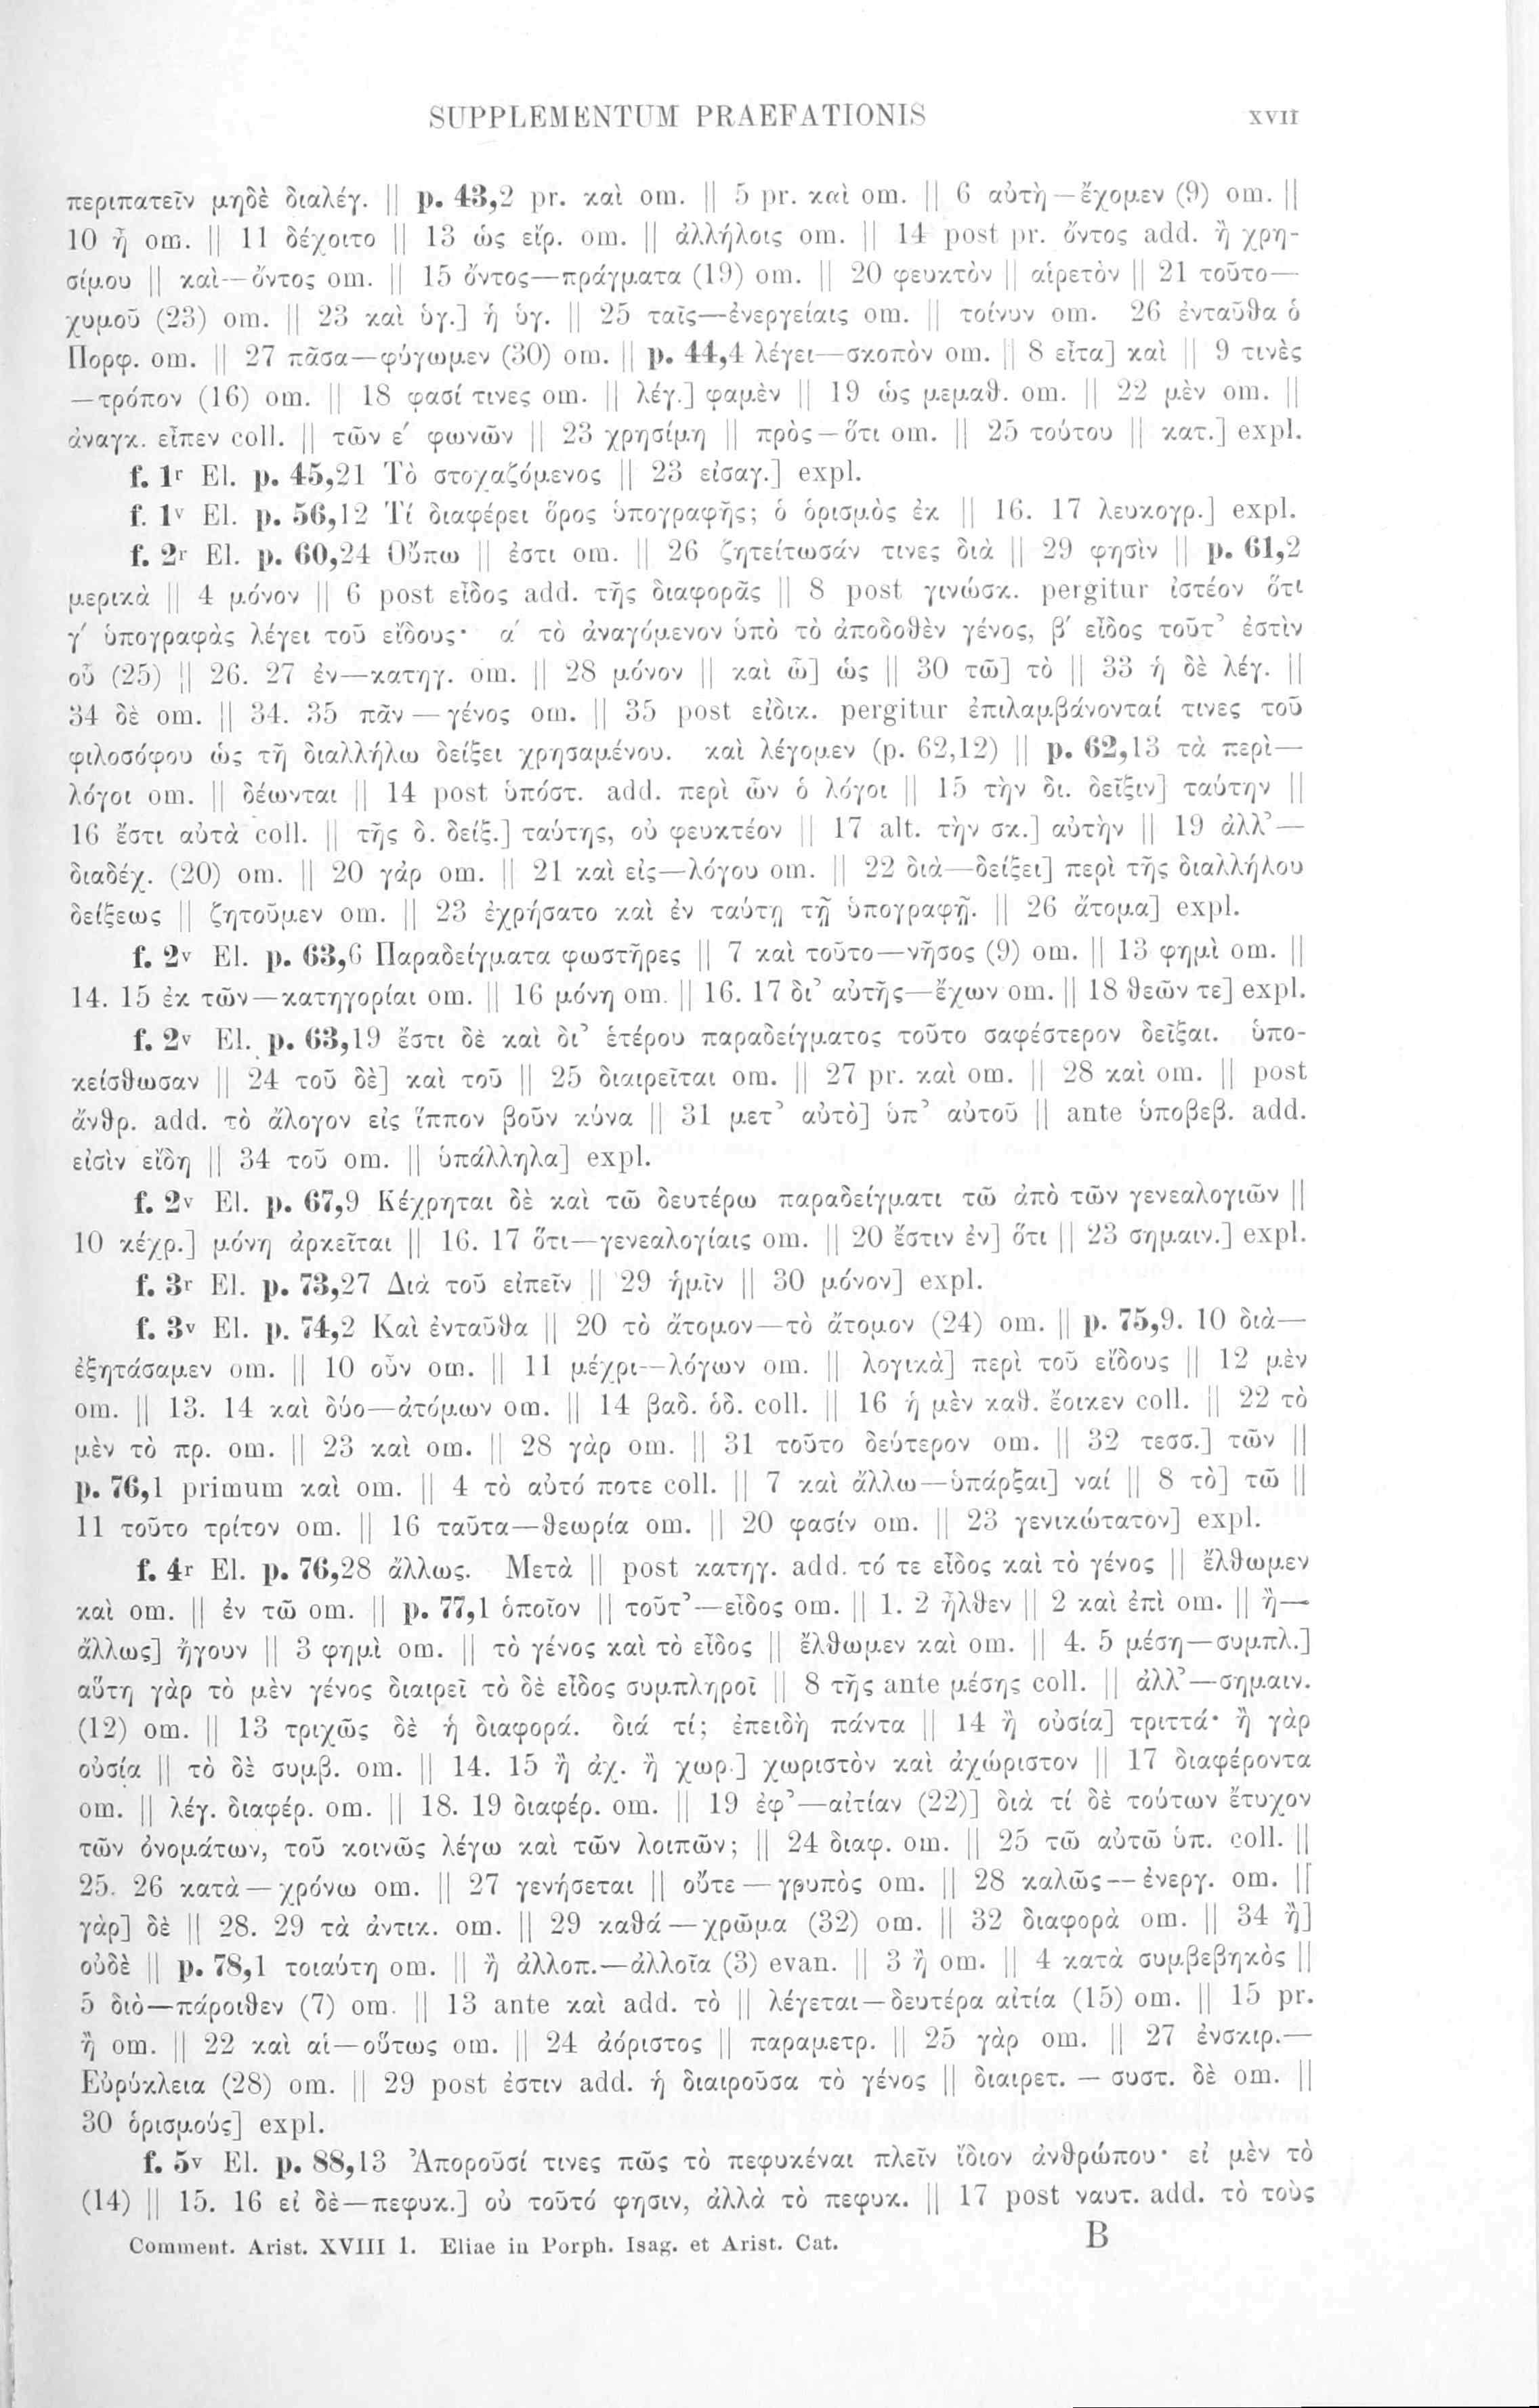 SUPPLEMENTUM PRAEFATIONIS XVII
περιπατεῖν μηδὲ διαλέγ. || p. 43,2 pr. καὶ om. || 5 pr. καὶ om. || 6 αὐτὴ—ἔχομεν (9) om. ||
10 ἦ om. || 11 δέχοιτο || 13 ὡς εἴρ. om. || ἀλλήλοις om. || 14 post pr. ὄντος add. ἢ χρη-
σίμου || καὶ—ὄντος om. || 15 ὄντος—πράγματα (19) om. || 20 φευκτὸν || αἱρετὸν || 21 τοῦτο—
χυμοῦ (23) om. || 23 καὶ ὑγ.] ἢ ὑγ. || 25 ταῖς—ἐνεργείαις om. || τοίνυν om. 26 ἐνταῦθα ὁ
Πορφ. om. || 27 πᾶσα—φύγωμεν (30) om. || p. 44,4 λέγει—σκοπὸν om. || 8 εἶτα] καὶ || 9 τινὲς
—τρόπον (16) om. || 18 φασί τινες om. || λέγ.] φαμὲν || 19 ὡς μεμαθ. om. || 22 μὲν om. ||
ἀναγκ. εἶπεν coll. || τῶν ε΄ φωνῶν || 23 χρησίμη || πρὸς—ὅτι om. || 25 τούτου || κατ.] expl.
f. 1r El. p. 45,21 Τὸ στοχαζόμενος || 23 εἰσαγ.] expl.
f. 1v El. p. 56,12 Τί διαφέρει ὅρος ὑπογραφῆς; ὁ ὁρισμὸς ἐκ || 16. 17 λευκογρ.] expl.
f. 2r El. p. 60,24 Οὔπω || ἐστι om. || 26 ζητείτωσάν τινες διὰ || 29 φησὶν || p. 61,2
μερικὰ || 4 μόνον || 6 post εἶδος add. τῆς διαφορᾶς || 8 post γινώσκ. pergitur ἰστέον ὅτι
γ΄ ὑπογραφὰς λέγει τοῦ εἴδους· α΄ τὸ ἀναγόμενον ὑπὸ τὸ ἀποδοθὲν γένος, β΄ εἶδος τοῦτ᾽ ἐστὶν
οὗ (25) || 26. 27 ἐν—κατηγ. om. || 28 μόνον || καὶ ὦ] ὡς || 30 τῶ] τὸ || 33 ἡ δὲ λέγ. ||
34 δὲ om. || 34. 35 πᾶν—γένος om. || 35 post εἰδικ. pergitur ἐπιλαμβάνονταί τινες τοῦ
φιλοσόφου ὡς τῆ διαλλήλω δείξει χρησαμένου. καὶ λέγομεν (p. 62,12) || p. 62,13 τὰ περὶ—
λόγοι om. || δέωνται || 14 post ὑπόστ. add. περὶ ὧν ὁ λόγοι || 15 τὴν δι. δεῖξιν] ταύτην ||
16 ἔστι αὐτὰ coll. || τῆς δ. δείξ.] ταύτης, οὐ φευκτέον || 17 alt. τὴν σκ.] αὐτὴν || 19 ἀλλ᾽—
διαδέχ. (20) om. || 20 γάρ om. || 21 καὶ εἰς—λόγου om. || 22 διὰ—δείξει] περὶ τῆς διαλλήλου
δείξεως || ζητοῦμεν om. || 23 ἐχρήσατο καὶ ἐν ταύτῃ τῇ ὑπογραφῇ. || 26 ἄτομα] expl.
f. 2v El. p. 63,6 Παραδείγματα φωστῆρες || 7 καὶ τοῦτο—νῆσος (9) om. || 13 φημὶ om. ||
14. 15 ἐκ τῶν—κατηγορίαι om. || 16 μόνη om. || 16. 17 δι᾽ αὐτῆς—ἔχων om. || 18 θεῶν τε] expl.
f. 2v El. p. 63,19 ἔστι δὲ καὶ δι᾽ ἑτέρου παραδείγματος τοῦτο σαφέστερον δεῖξαι. ὑπο-
κείσθωσαν || 24 τοῦ δὲ] καὶ τοῦ || 25 διαιρεῖται om. || 27 pr. καὶ om. || 28 καὶ om. || post
ἄνθρ. add. τὸ ἄλογον εἰς ἵππον βοῦν κύνα || 31 μετ᾽ αὐτὸ] ὑπ᾽ αὐτοῦ || ante ὑποβεβ. add.
εἰσὶν εἴδη || 34 τοῦ om. || ὑπάλληλα] expl.
f. 2v El. p. 67,9 Κέχρηται δὲ καὶ τῶ δευτέρω παραδείγματι τῶ ἀπὸ τῶν γενεαλογιῶν ||
10 κέχρ.] μόνη ἀρκεῖται || 16. 17 ὅτι—γενεαλογίαις om. || 20 ἔστιν ἐν] ὅτι || 23 σημαιν.] expl.
f. 3r El. p. 73,27 Διὰ τοῦ εἰπεῖν || 29 ἡμῖν || 30 μόνον] expl.
f. 3v El. p. 74,2 Καὶ ἐνταῦθα || 20 τὸ ἄτομον—τὸ ἄτομον (24) om. || p. 75,9. 10 διὰ—
ἐξητάσαμεν om. || 10 οὖν om. || 11 μέχρι—λόγων om. || λογικὰ] περὶ τοῦ εἴδους || 12 μὲν
om. || 13. 14 καὶ δύο—ἀτόμων om. || 14 βαδ. ὁδ. coll. || 16 ἡ μὲν καθ. ἔοικεν coll. || 22 τὸ
μὲν τὸ πρ. om. || 23 καὶ om. || 28 γὰρ om. || 31 τοῦτο δεύτερον om. || 32 τεσσ.] τῶν ||
p. 76,1 primum καὶ om. || 4 τὸ αὐτό ποτε coll. || 7 καὶ ἄλλω—ὑπάρξαι] ναί || 8 τὸ] τῶ ||
11 τοῦτο τρίτον om. || 16 ταῦτα—θεωρία om. || 20 φασίν om. || 23 γενικώτατον] expl.
f. 4r El. p. 76,28 ἄλλως. Μετὰ || post κατηγ. add. τό τε εἶδος καὶ τὸ γένος || ἔλθωμεν
καὶ om. || ἐν τῶ om. || p. 77,1 ὁποῖον || τοῦτ᾽—εἶδος om. || 1. 2 ἦλθεν || 2 καὶ ἐπὶ om. || ἢ—
ἄλλως] ἤγουν || 3 φημὶ om. || τὸ γένος καὶ τὸ εἶδος || ἔλθωμεν καὶ om. || 4. 5 μέση—συμπλ.]
αὕτη γὰρ τὸ μὲν γένος διαιρεῖ τὸ δὲ εἶδος συμπληροῖ || 8 τῆς ante μέσης coll. || ἀλλ᾽—σημαιν.
(12) om. || 13 τριχῶς δὲ ἡ διαφορά. διά τί; ἐπειδὴ πάντα || 14 ἢ οὐσία] τριττά· ἢ γὰρ
οὐσία || τὸ δὲ συμβ. om. || 14. 15 ἢ ἀχ. ἢ χωρ.] χωριστὸν καὶ ἀχώριστον || 17 διαφέροντα
om. || λέγ. διαφέρ. om. || 18. 19 διαφέρ. om. || 19 ἐφ᾽—αἰτίαν (22)] διὰ τί δὲ τούτων ἔτυχον
τῶν ὀνομάτων, τοῦ κοινῶς λέγω καὶ τῶν λοιπῶν; || 24 διαφ. om. || 25 τῶ αὐτῶ ὑπ. coll. ||
25. 26 κατὰ—χρόνω om. || 27 γενήσεται || οὔτε—γρυπὸς om. || 28 καλῶς—ἐνεργ. om. ||
γὰρ] δὲ || 28. 29 τὰ ἀντικ. om. || 29 καθά—χρῶμα (32) om. || 32 διαφορὰ om. || 34 ἢ]
οὐδὲ || p. 78,1 τοιαύτη om. || ἢ ἀλλοπ.—ἀλλοῖα (3) evan. || 3 ἢ om. || 4 κατὰ συμβεβηκὸς ||
5 διὸ—πάροιθεν (7) om. || 13 ante καὶ add. τὸ || λέγεται—δευτέρα αἰτία (15) om. || 15 pr.
ἢ om. || 22 καὶ αἱ—οὕτως om. || 24 ἀόριστος || παραμετρ. || 25 γὰρ om. || 27 ἐνσκιρ.—
Εὐρύκλεια (28) om. || 29 post ἐστιν add. ἡ διαιροῦσα τὸ γένος || διαιρετ. — συστ. δὲ om. ||
30 ὁρισμούς] expl.
f. 5v El. p. 88,13 Ἀποροῦσί τινες πῶς τὸ πεφυκέναι πλεῖν ἴδιον ἀνθρώπου· εἰ μὲν τὸ
(14) || 15. 16 εἰ δὲ—πεφυκ.] οὐ τοῦτό φησιν, ἀλλὰ τὸ πεφυκ. || 17 post ναυτ. add. τὸ τοὺς
Comment. Arist. XVIII 1. Eliae in Porph. Isag. et Arist. Cat. B